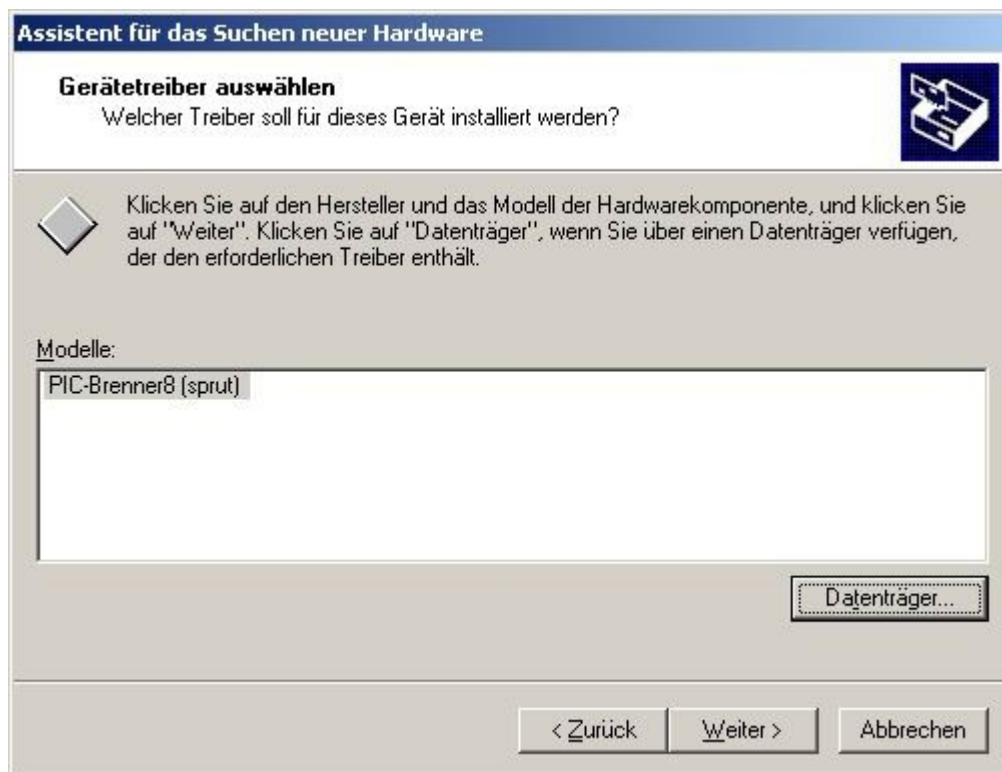 Assistent für das Suchen neuer Hardware
Gerätetreiber auswählen
Welcher Treiber soll für dieses Gerät installiert werden?
Klicken Sie auf den Hersteller und das Modell der Hardwarekomponente, und klicken Sie
auf "Weiter". Klicken Sie auf "Datenträger", wenn Sie über einen Datenträger verfügen,
der den erforderlichen Treiber enthält.
Modelle:
PIC-Brenner8 (sprut)
Datenträger...
< Zurück Weiter > Abbrechen